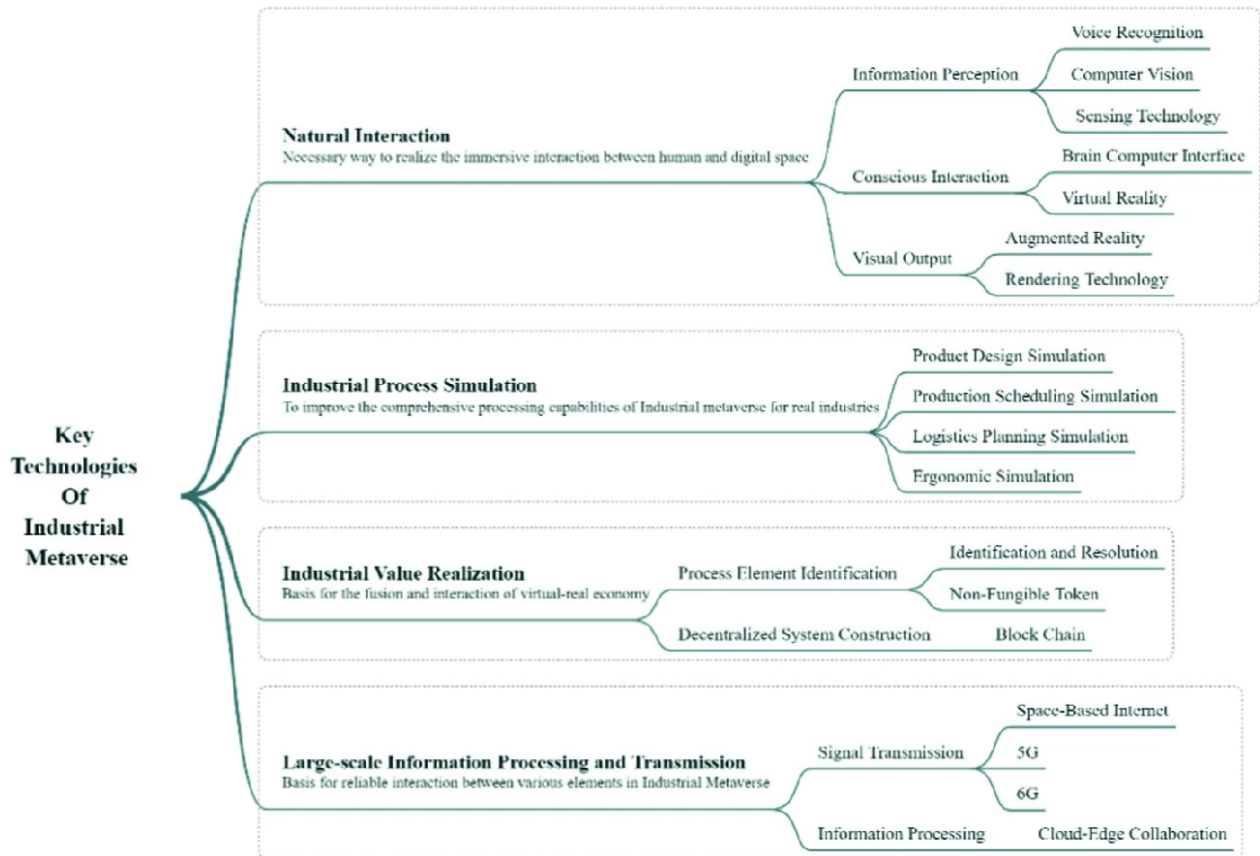 Key
Technologies
Of
Industrial
Metaverse
Natural Interaction
Necessary way to realize the immersive interaction between human and digital space
Information Perception
Voice Recognition
Computer Vision
Sensing Technology
Conscious Interaction
Brain Computer Interface
Virtual Reality
Visual Output
Augmented Reality
Rendering Technology
Industrial Process Simulation
To improve the comprehensive processing capabilities of Industrial metaverse for real industries
Product Design Simulation
Production Scheduling Simulation
Logistics Planning Simulation
Ergonomic Simulation
Industrial Value Realization
Basis for the fusion and interaction of virtual-real economy
Process Element Identification
Identification and Resolution
Non-Fungible Token
Decentralized System Construction
Block Chain
Large-scale Information Processing and Transmission
Basis for reliable interaction between various elements in Industrial Metaverse
Signal Transmission
Space-Based Internet
5G
6G
Information Processing
Cloud-Edge Collaboration